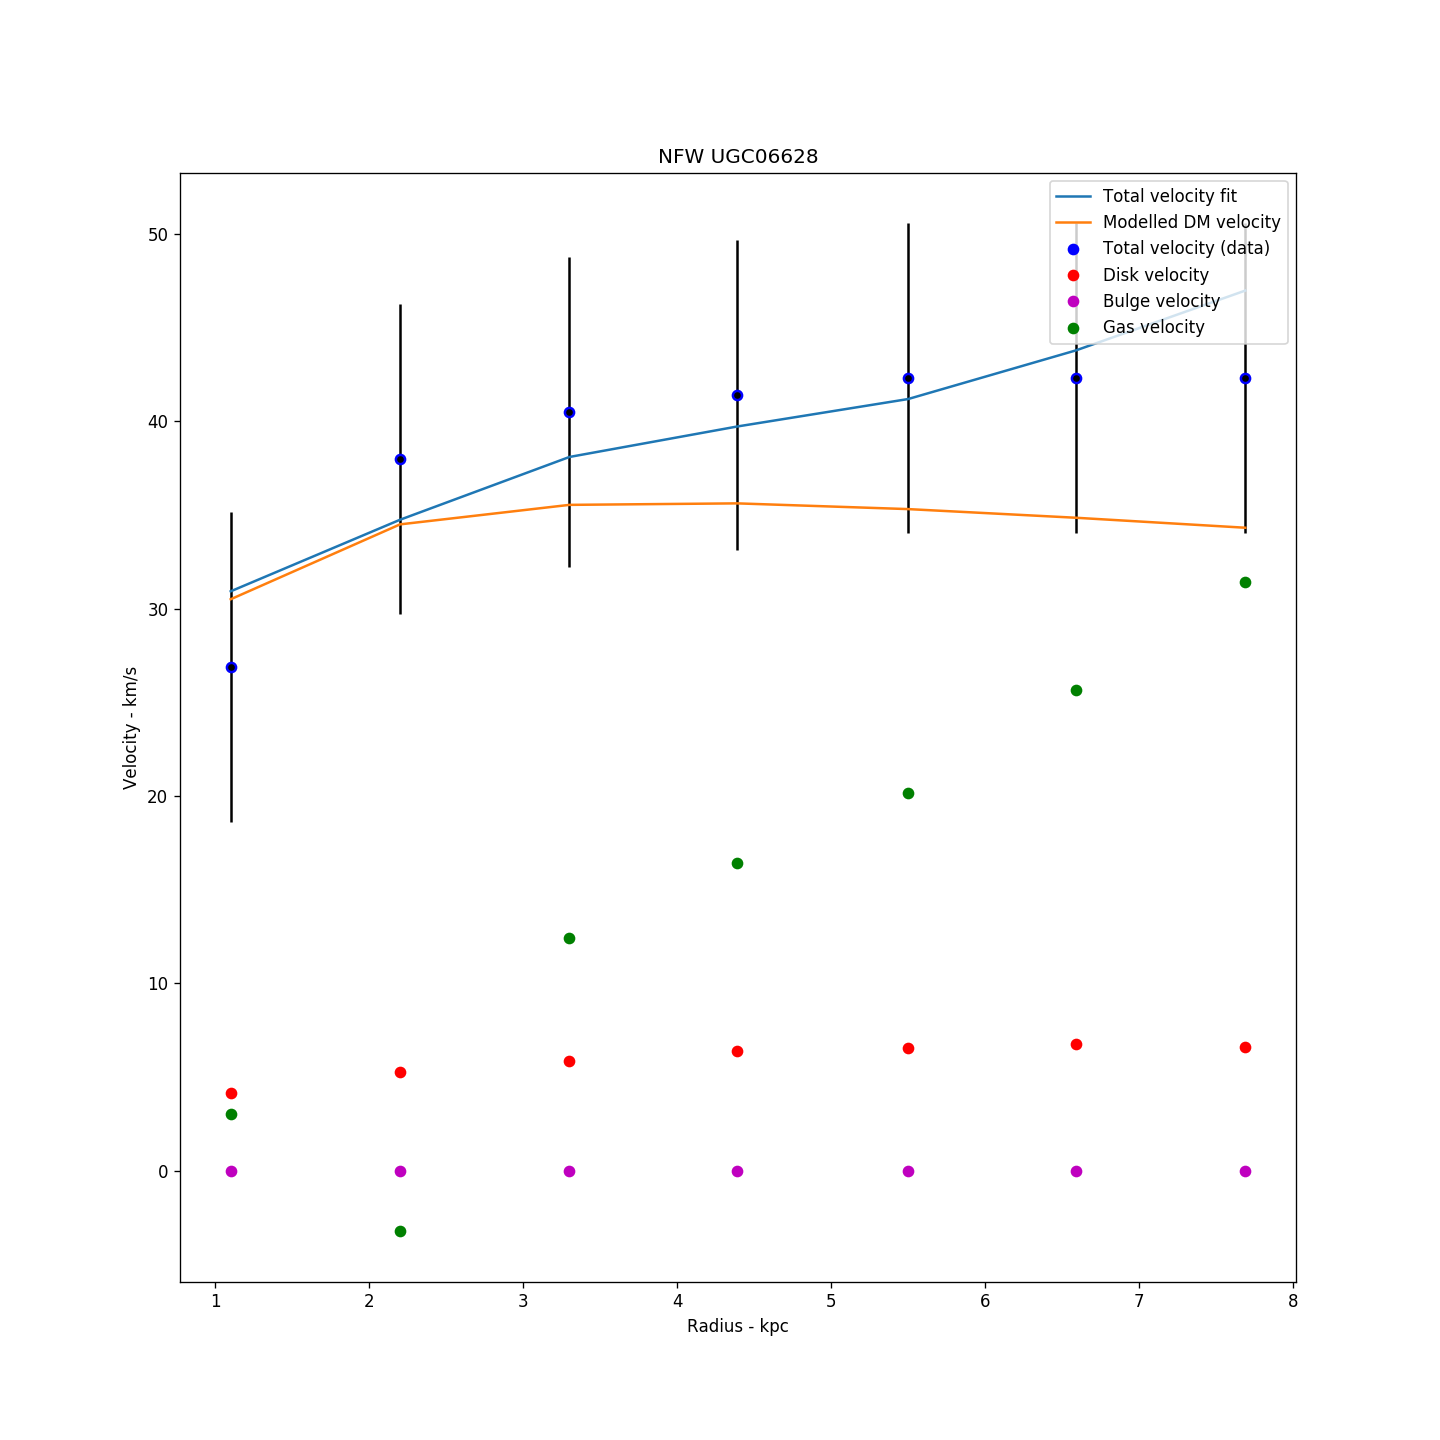 NFW UGC06628
Total velocity fit
Modelled DM velocity
Total velocity (data)
Disk velocity
Bulge velocity
Gas velocity
50
40
30
20
10
0
Velocity - km/s
1 2 3 4 5 6 7 8
Radius - kpc